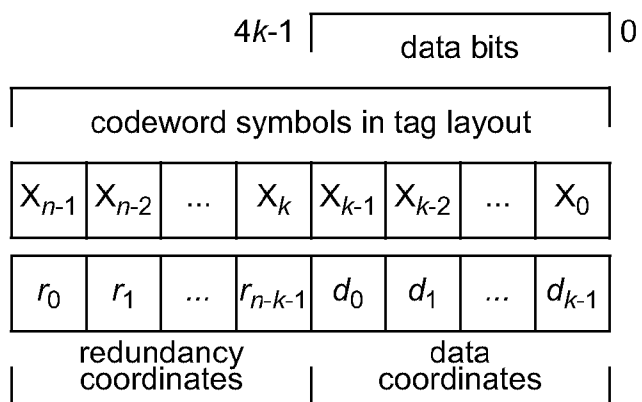 4k-1 data bits 0
codeword symbols in tag layout
Xn-1 Xn-2 ... Xk Xk-1 Xk-2 ... X0
r0 r1 ... rn-k-1 d0 d1 ... dk-1
redundancy data
coordinates coordinates